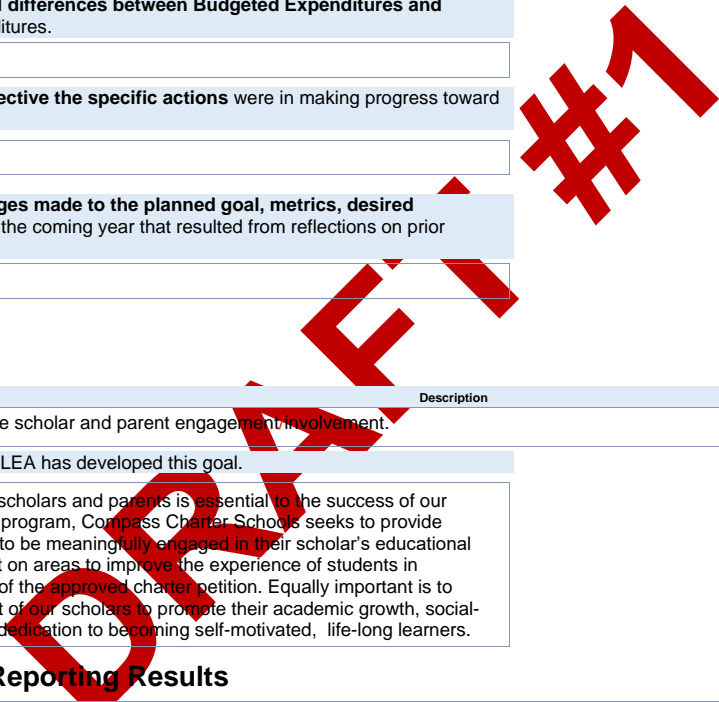 l differences between Budgeted Expenditures and
ditures.
ective the specific actions were in making progress toward
ges made to the planned goal, metrics, desired
the coming year that resulted from reflections on prior
Description
e scholar and parent engagement/involvement.
LEA has developed this goal.
scholars and parents is essential to the success of our
program, Compass Charter Schools seeks to provide
to be meaningfully engaged in their scholar's educational
t on areas to improve the experience of students in
of the approved charter petition. Equally important is to
t of our scholars to promote their academic growth, social-
dedication to becoming self-motivated, life-long learners.
Reporting Results
DRAFT #1